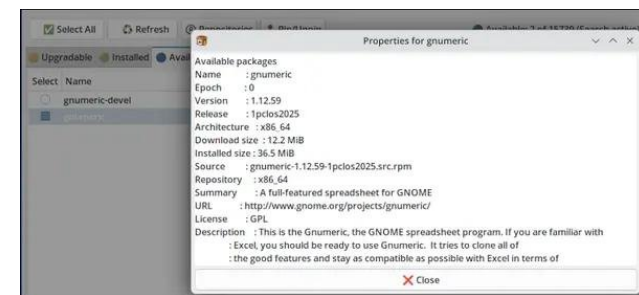 Select All Refresh Repositories
Properties for gnumeric
Upgradable Installed
Select Name
gnumeric-devel
gnumeric
Available packages
Name : gnumeric
Epoch : 0
Version : 1.12.59
Release : 1pclos2025
Architecture : x86_64
Download size : 12.2 MiB
Installed size : 36.5 MiB
Source : gnumeric-1.12.59-1pclos2025.src.rpm
Repository : x86_64
Summary : A full-featured spreadsheet for GNOME
URL : http://www.gnome.org/projects/gnumeric/
License : GPL
Description : This is the Gnumeric, the GNOME spreadsheet program. If you are familiar with
: Excel, you should be ready to use Gnumeric. It tries to clone all of
: the good features and stay as compatible as possible with Excel in terms of
Close